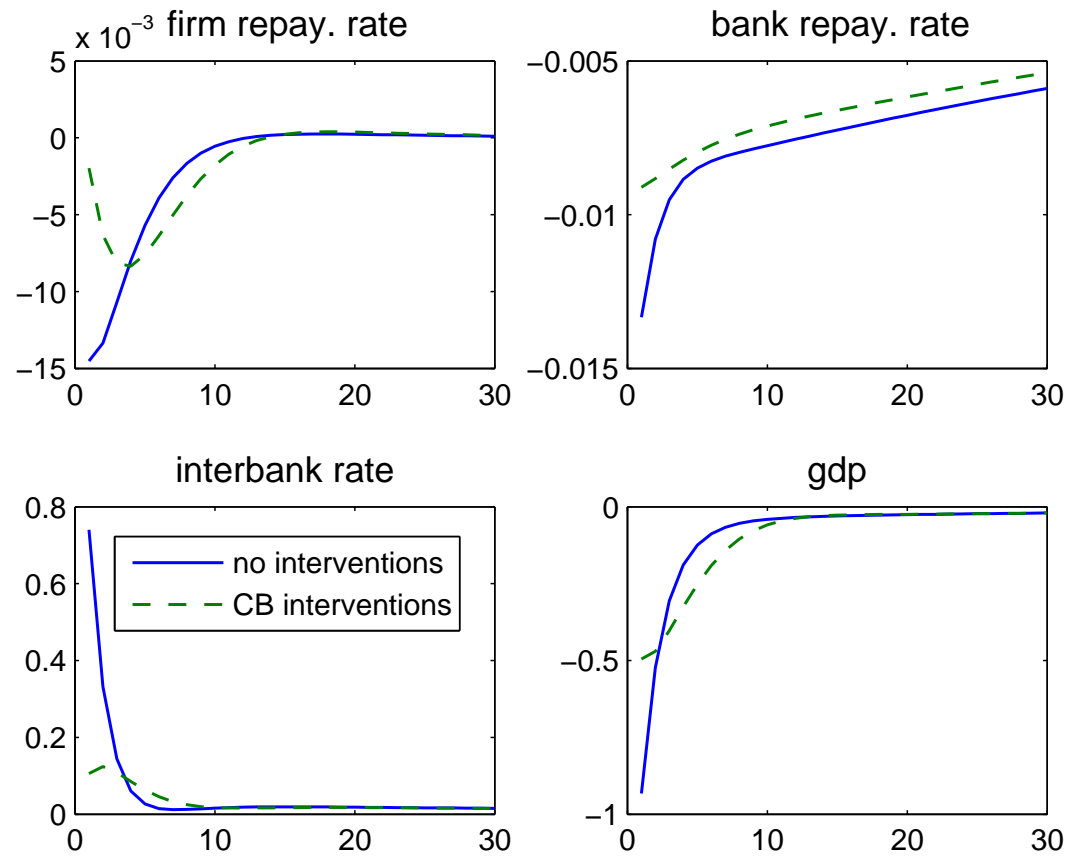 x 10⁻³ firm repay. rate
5
0
−5
−10
−15
0 10 20 30
bank repay. rate
−0.005
−0.01
−0.015
0 10 20 30
interbank rate
0.8
0.6
0.4
0.2
0
no interventions
CB interventions
0 10 20 30
gdp
0
−0.5
−1
0 10 20 30